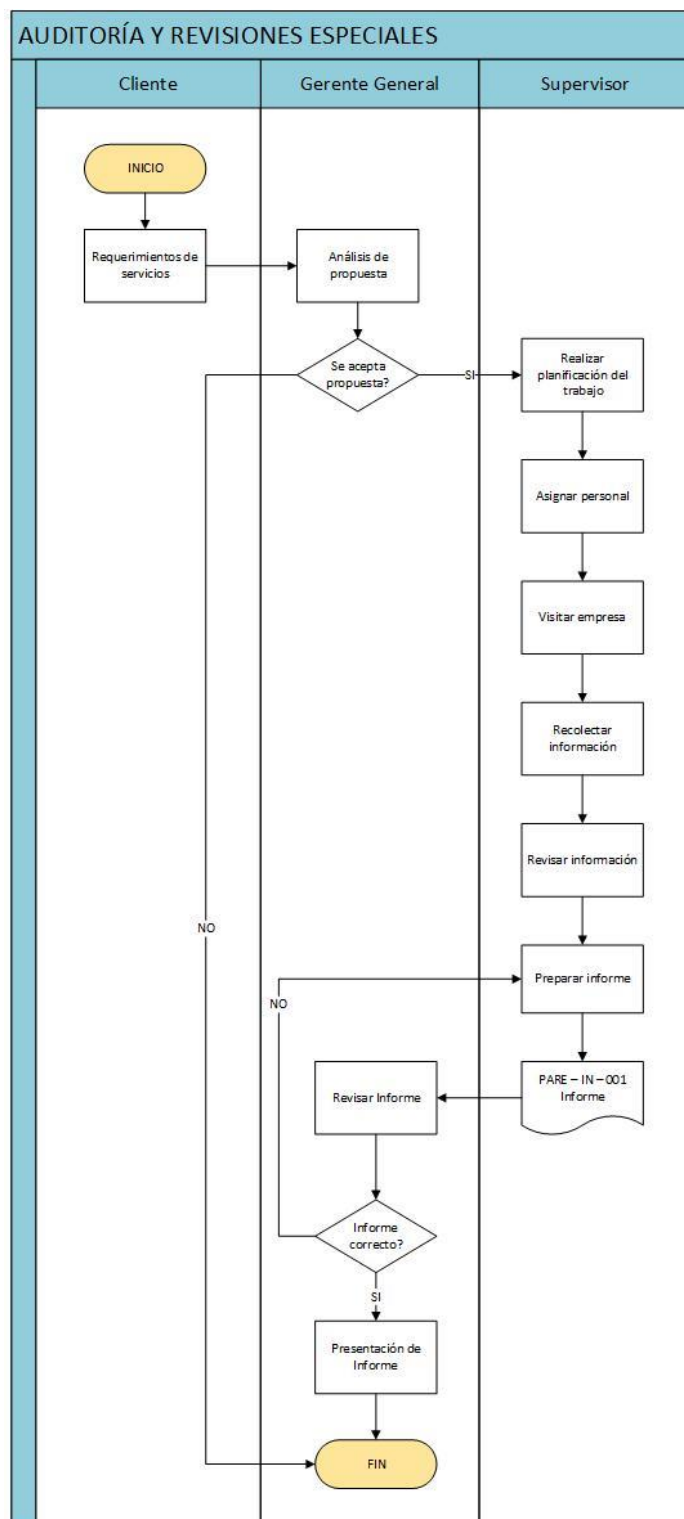 AUDITORÍA Y REVISIONES ESPECIALES
Cliente
Gerente General
Supervisor
INICIO
Requerimientos de
servicios
Análisis de
propuesta
Se acepta
propuesta?
SI
Realizar
planificación del
trabajo
Asignar personal
Visitar empresa
Recolectar
información
Revisar información
NO
Preparar informe
NO
PARE – IN – 001
Informe
Revisar Informe
Informe
correcto?
SI
Presentación de
Informe
FIN